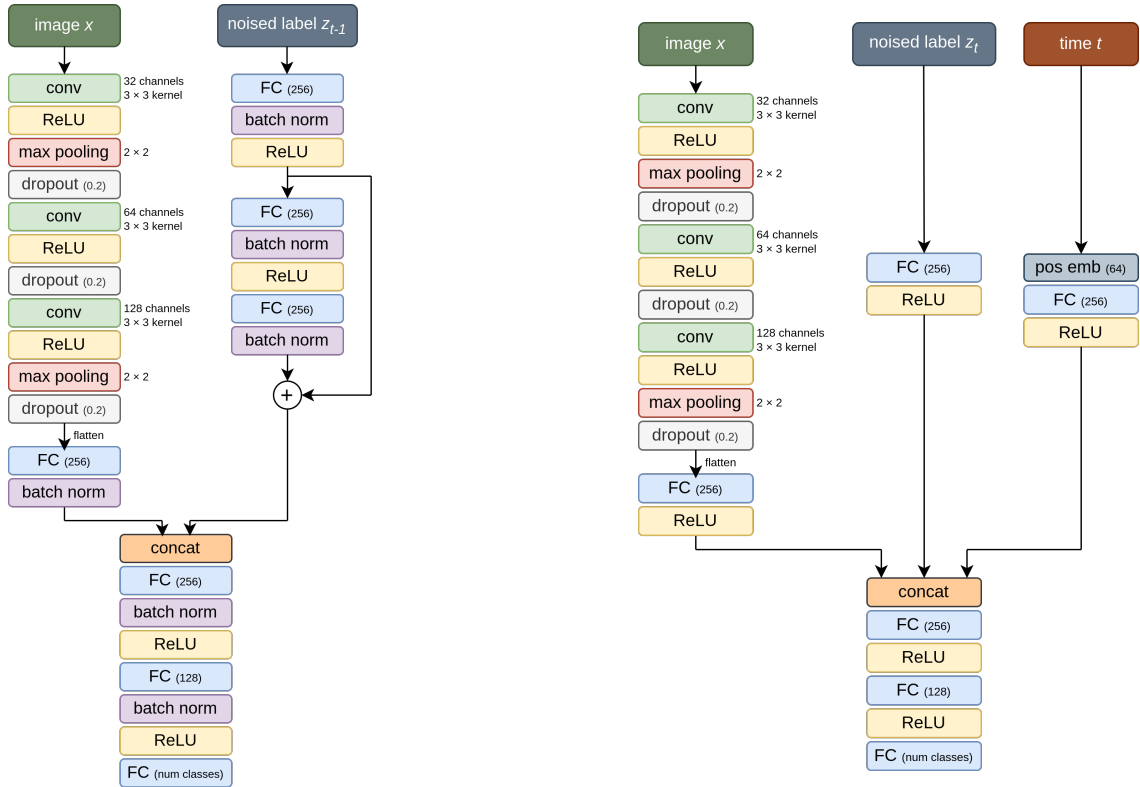 image x
conv
32 channels
3 × 3 kernel
ReLU
max pooling
2 × 2
dropout (0.2)
conv
64 channels
3 × 3 kernel
ReLU
dropout (0.2)
conv
128 channels
3 × 3 kernel
ReLU
max pooling
2 × 2
dropout (0.2)
flatten
FC (256)
batch norm
noised label z_{t-1}
FC (256)
batch norm
ReLU
FC (256)
batch norm
ReLU
FC (256)
batch norm
+
concat
FC (256)
batch norm
ReLU
FC (128)
batch norm
ReLU
FC (num classes)
image x
conv
32 channels
3 × 3 kernel
ReLU
max pooling
2 × 2
dropout (0.2)
conv
64 channels
3 × 3 kernel
ReLU
dropout (0.2)
conv
128 channels
3 × 3 kernel
ReLU
max pooling
2 × 2
dropout (0.2)
flatten
FC (256)
ReLU
noised label z_t
FC (256)
ReLU
time t
pos emb (64)
FC (256)
ReLU
concat
FC (256)
ReLU
FC (128)
ReLU
FC (num classes)